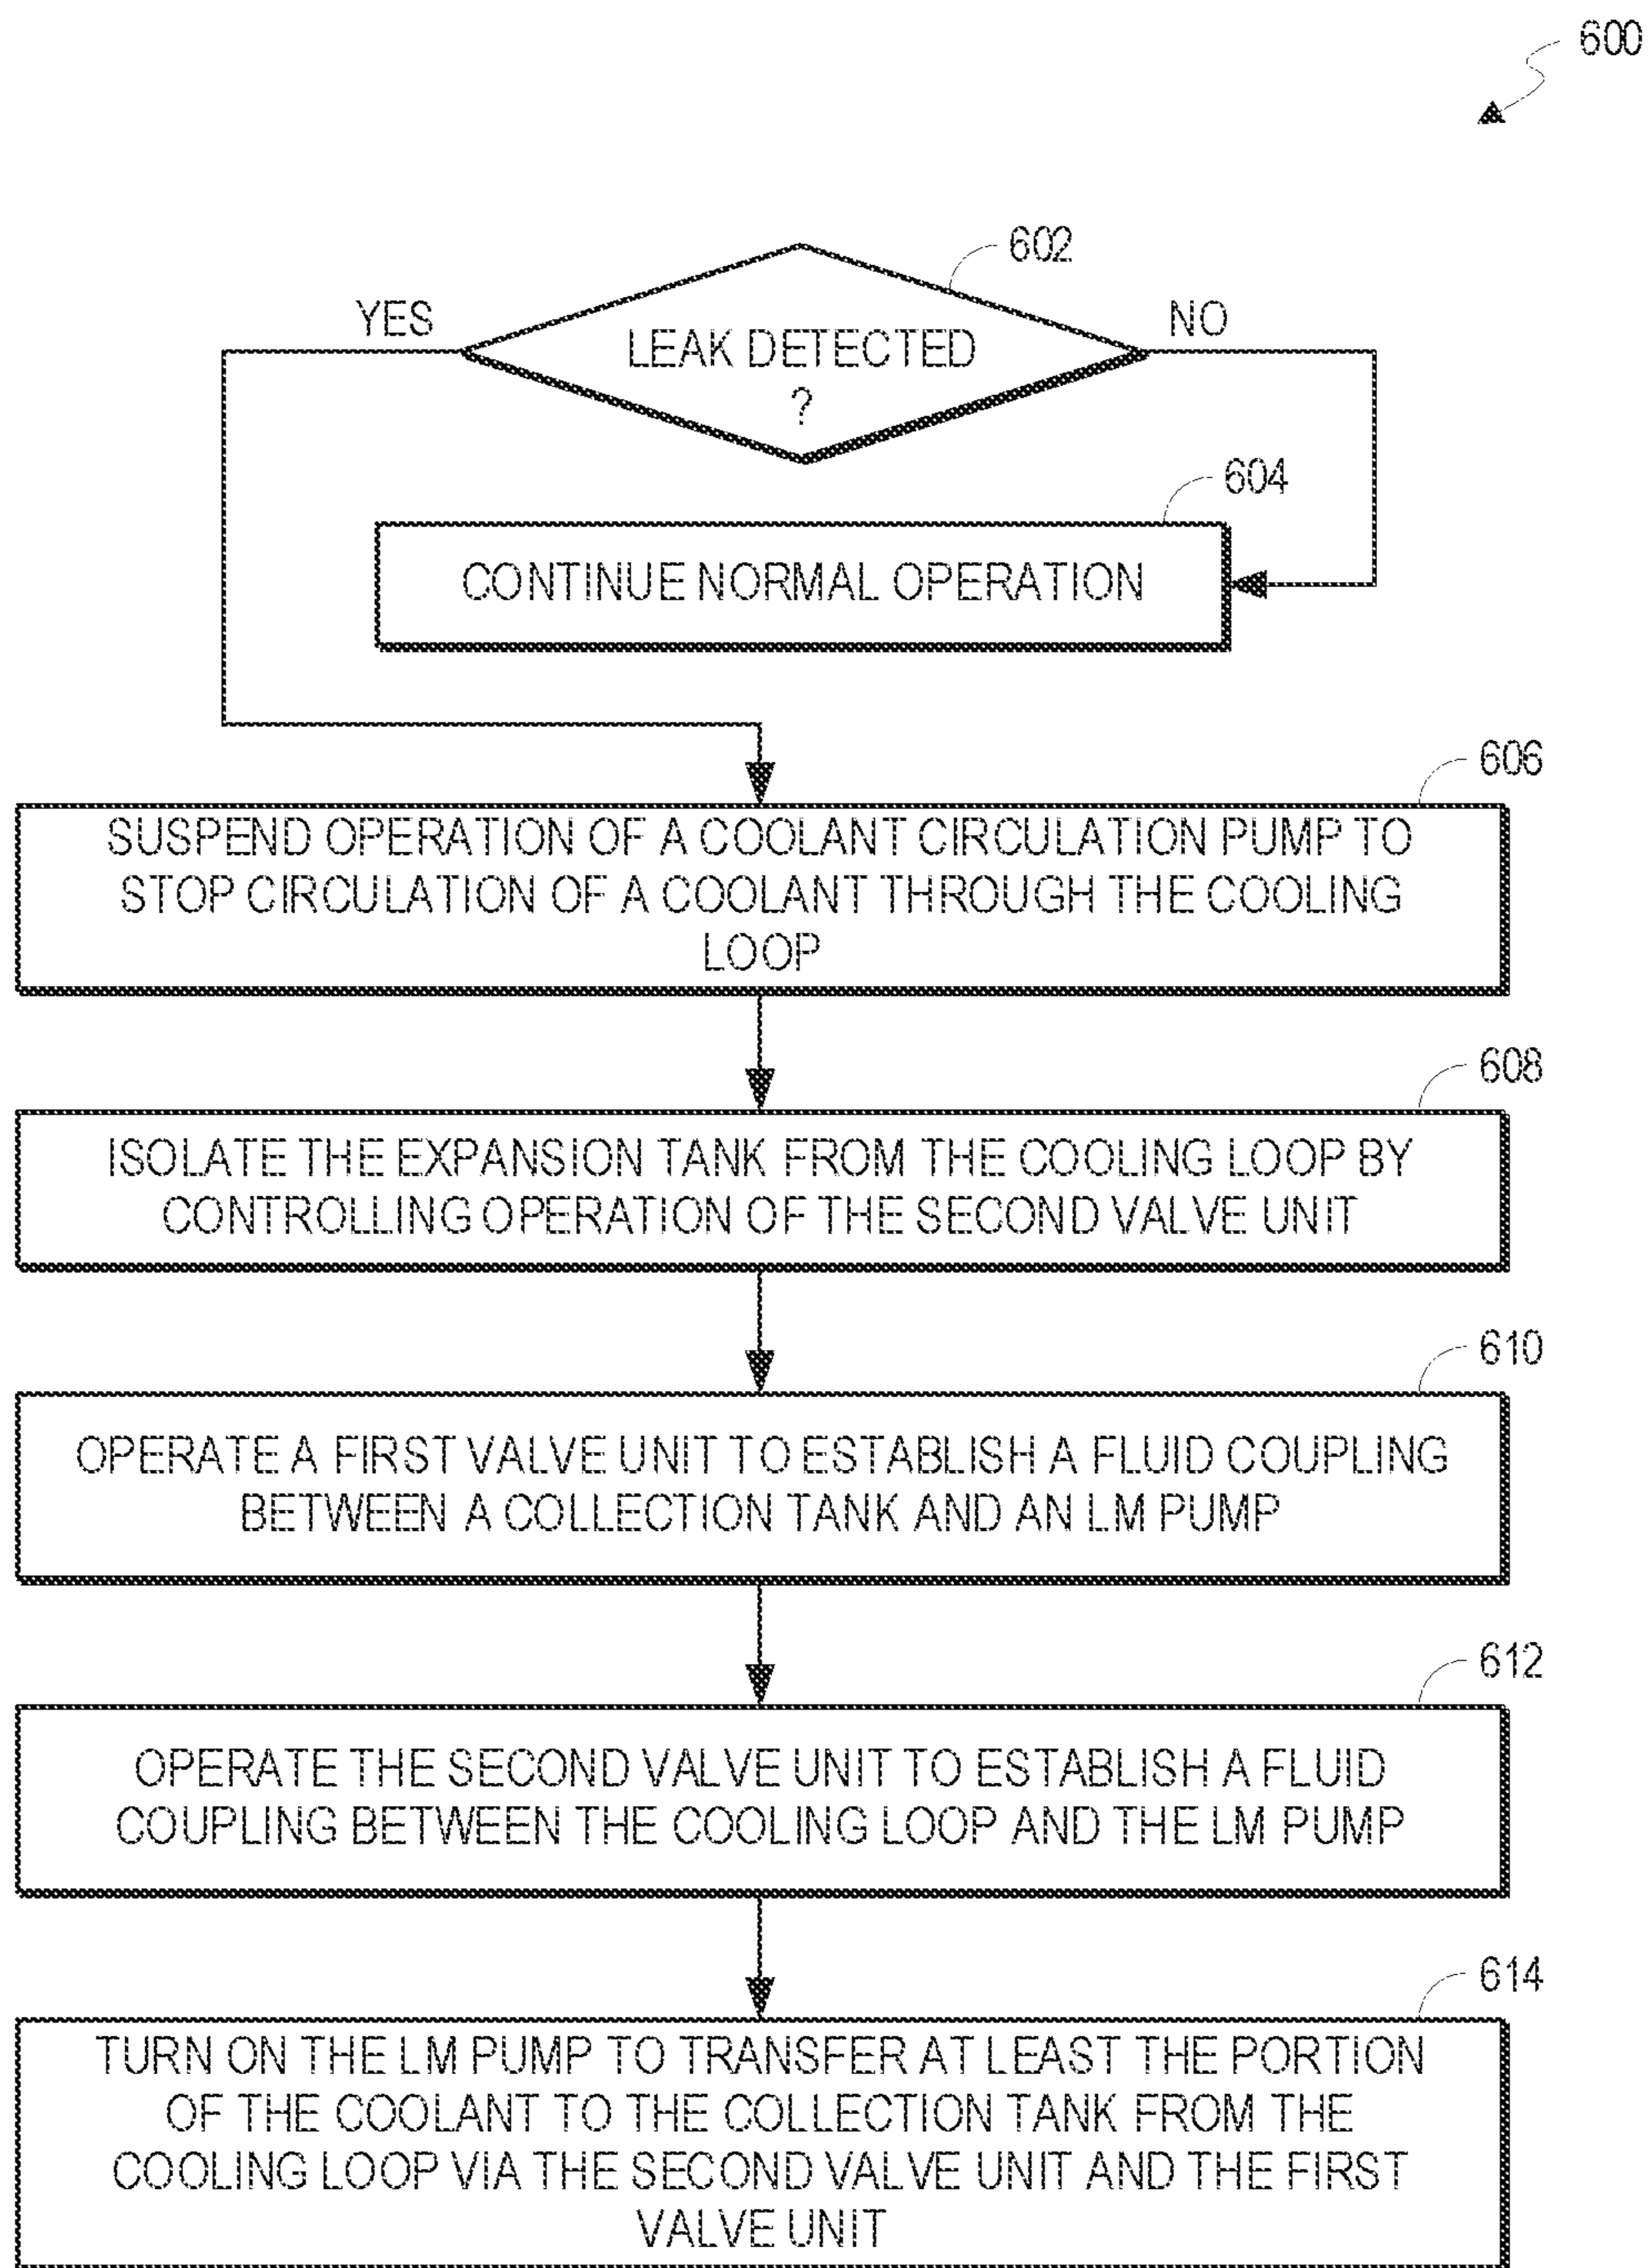 600
602
YES
NO
LEAK DETECTED
?
604
CONTINUE NORMAL OPERATION
606
SUSPEND OPERATION OF A COOLANT CIRCULATION PUMP TO
STOP CIRCULATION OF A COOLANT THROUGH THE COOLING
LOOP
608
ISOLATE THE EXPANSION TANK FROM THE COOLING LOOP BY
CONTROLLING OPERATION OF THE SECOND VALVE UNIT
610
OPERATE A FIRST VALVE UNIT TO ESTABLISH A FLUID COUPLING
BETWEEN A COLLECTION TANK AND AN LM PUMP
612
OPERATE THE SECOND VALVE UNIT TO ESTABLISH A FLUID
COUPLING BETWEEN THE COOLING LOOP AND THE LM PUMP
614
TURN ON THE LM PUMP TO TRANSFER AT LEAST THE PORTION
OF THE COOLANT TO THE COLLECTION TANK FROM THE
COOLING LOOP VIA THE SECOND VALVE UNIT AND THE FIRST
VALVE UNIT